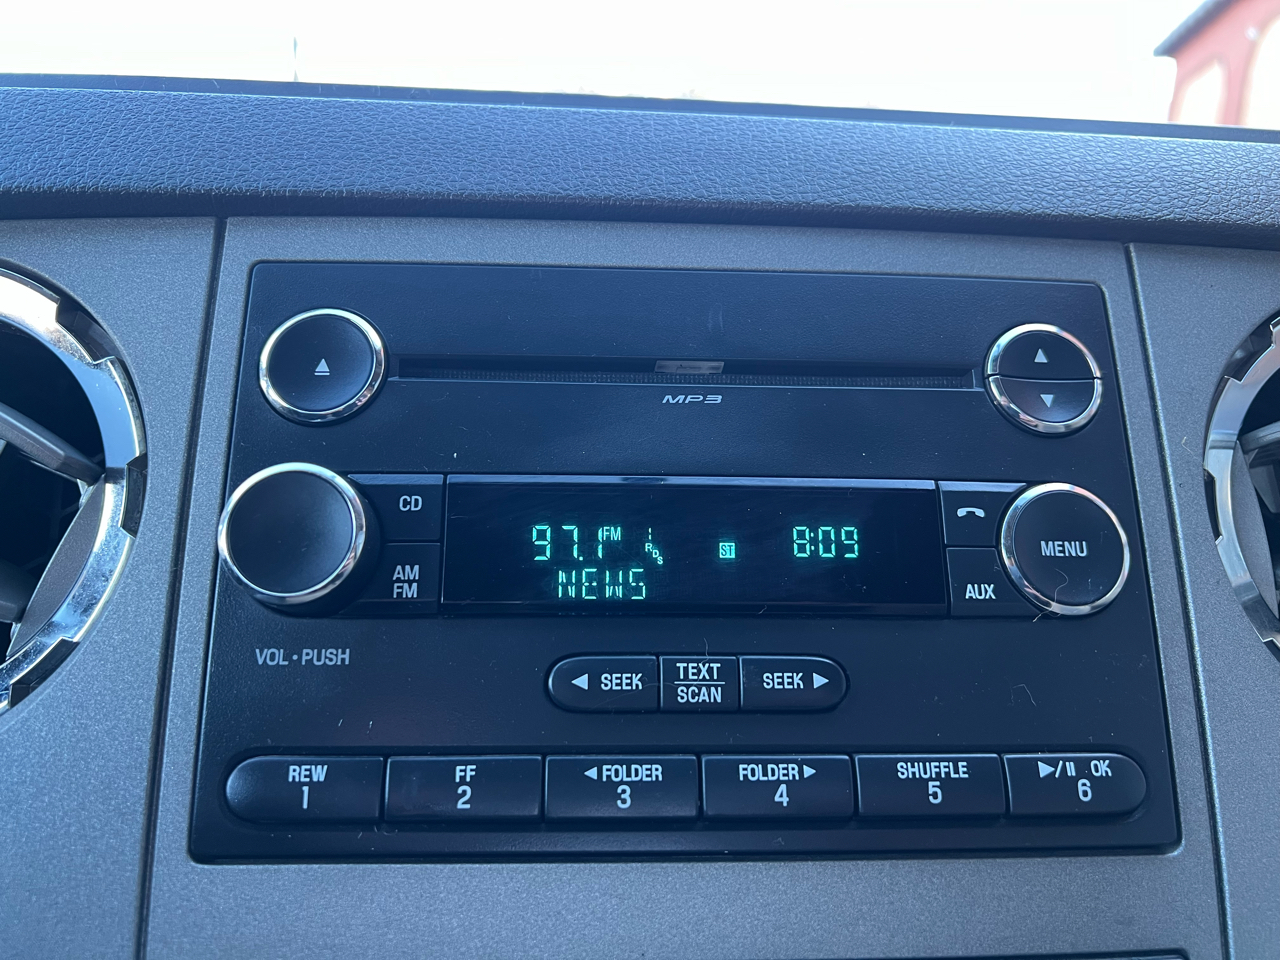 MP3
CD
97.1 FM 1 RDS ST 8:09
NEWS
AM
FM
MENU
AUX
VOL • PUSH
◀ SEEK
TEXT
SCAN
SEEK ▶
REW
1
FF
2
◀ FOLDER
3
FOLDER ▶
4
SHUFFLE
5
▶/II OK
6